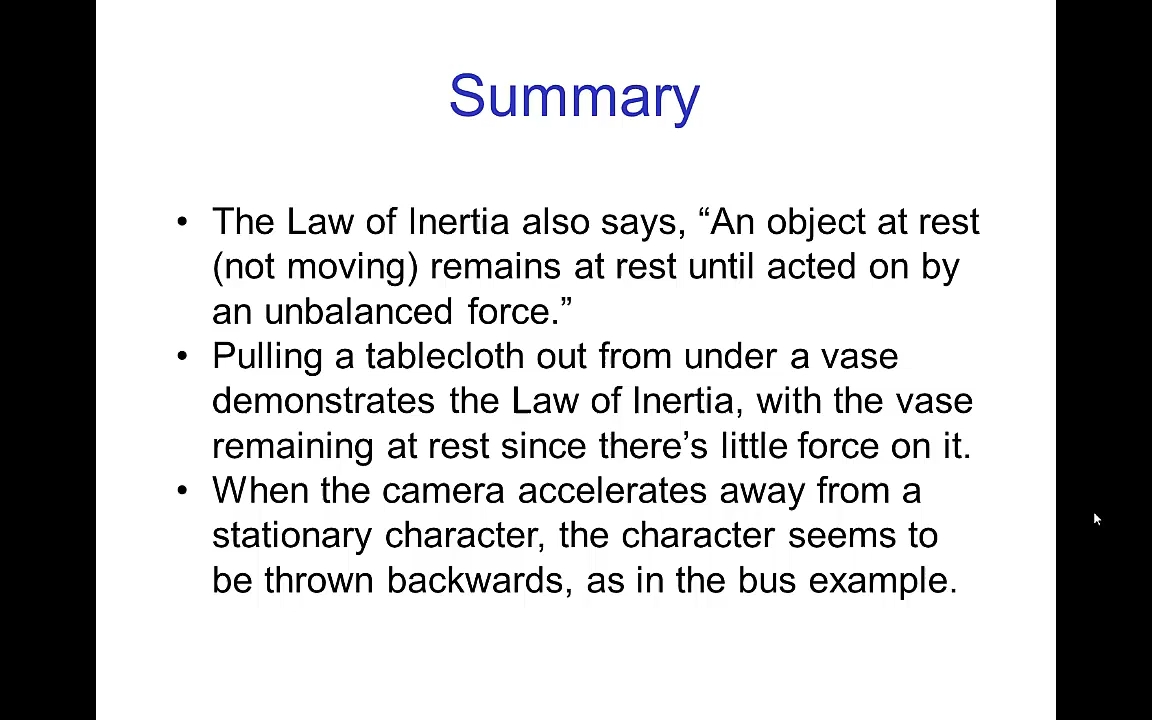 Summary
• The Law of Inertia also says, “An object at rest
(not moving) remains at rest until acted on by
an unbalanced force.”
• Pulling a tablecloth out from under a vase
demonstrates the Law of Inertia, with the vase
remaining at rest since there’s little force on it.
• When the camera accelerates away from a
stationary character, the character seems to
be thrown backwards, as in the bus example.